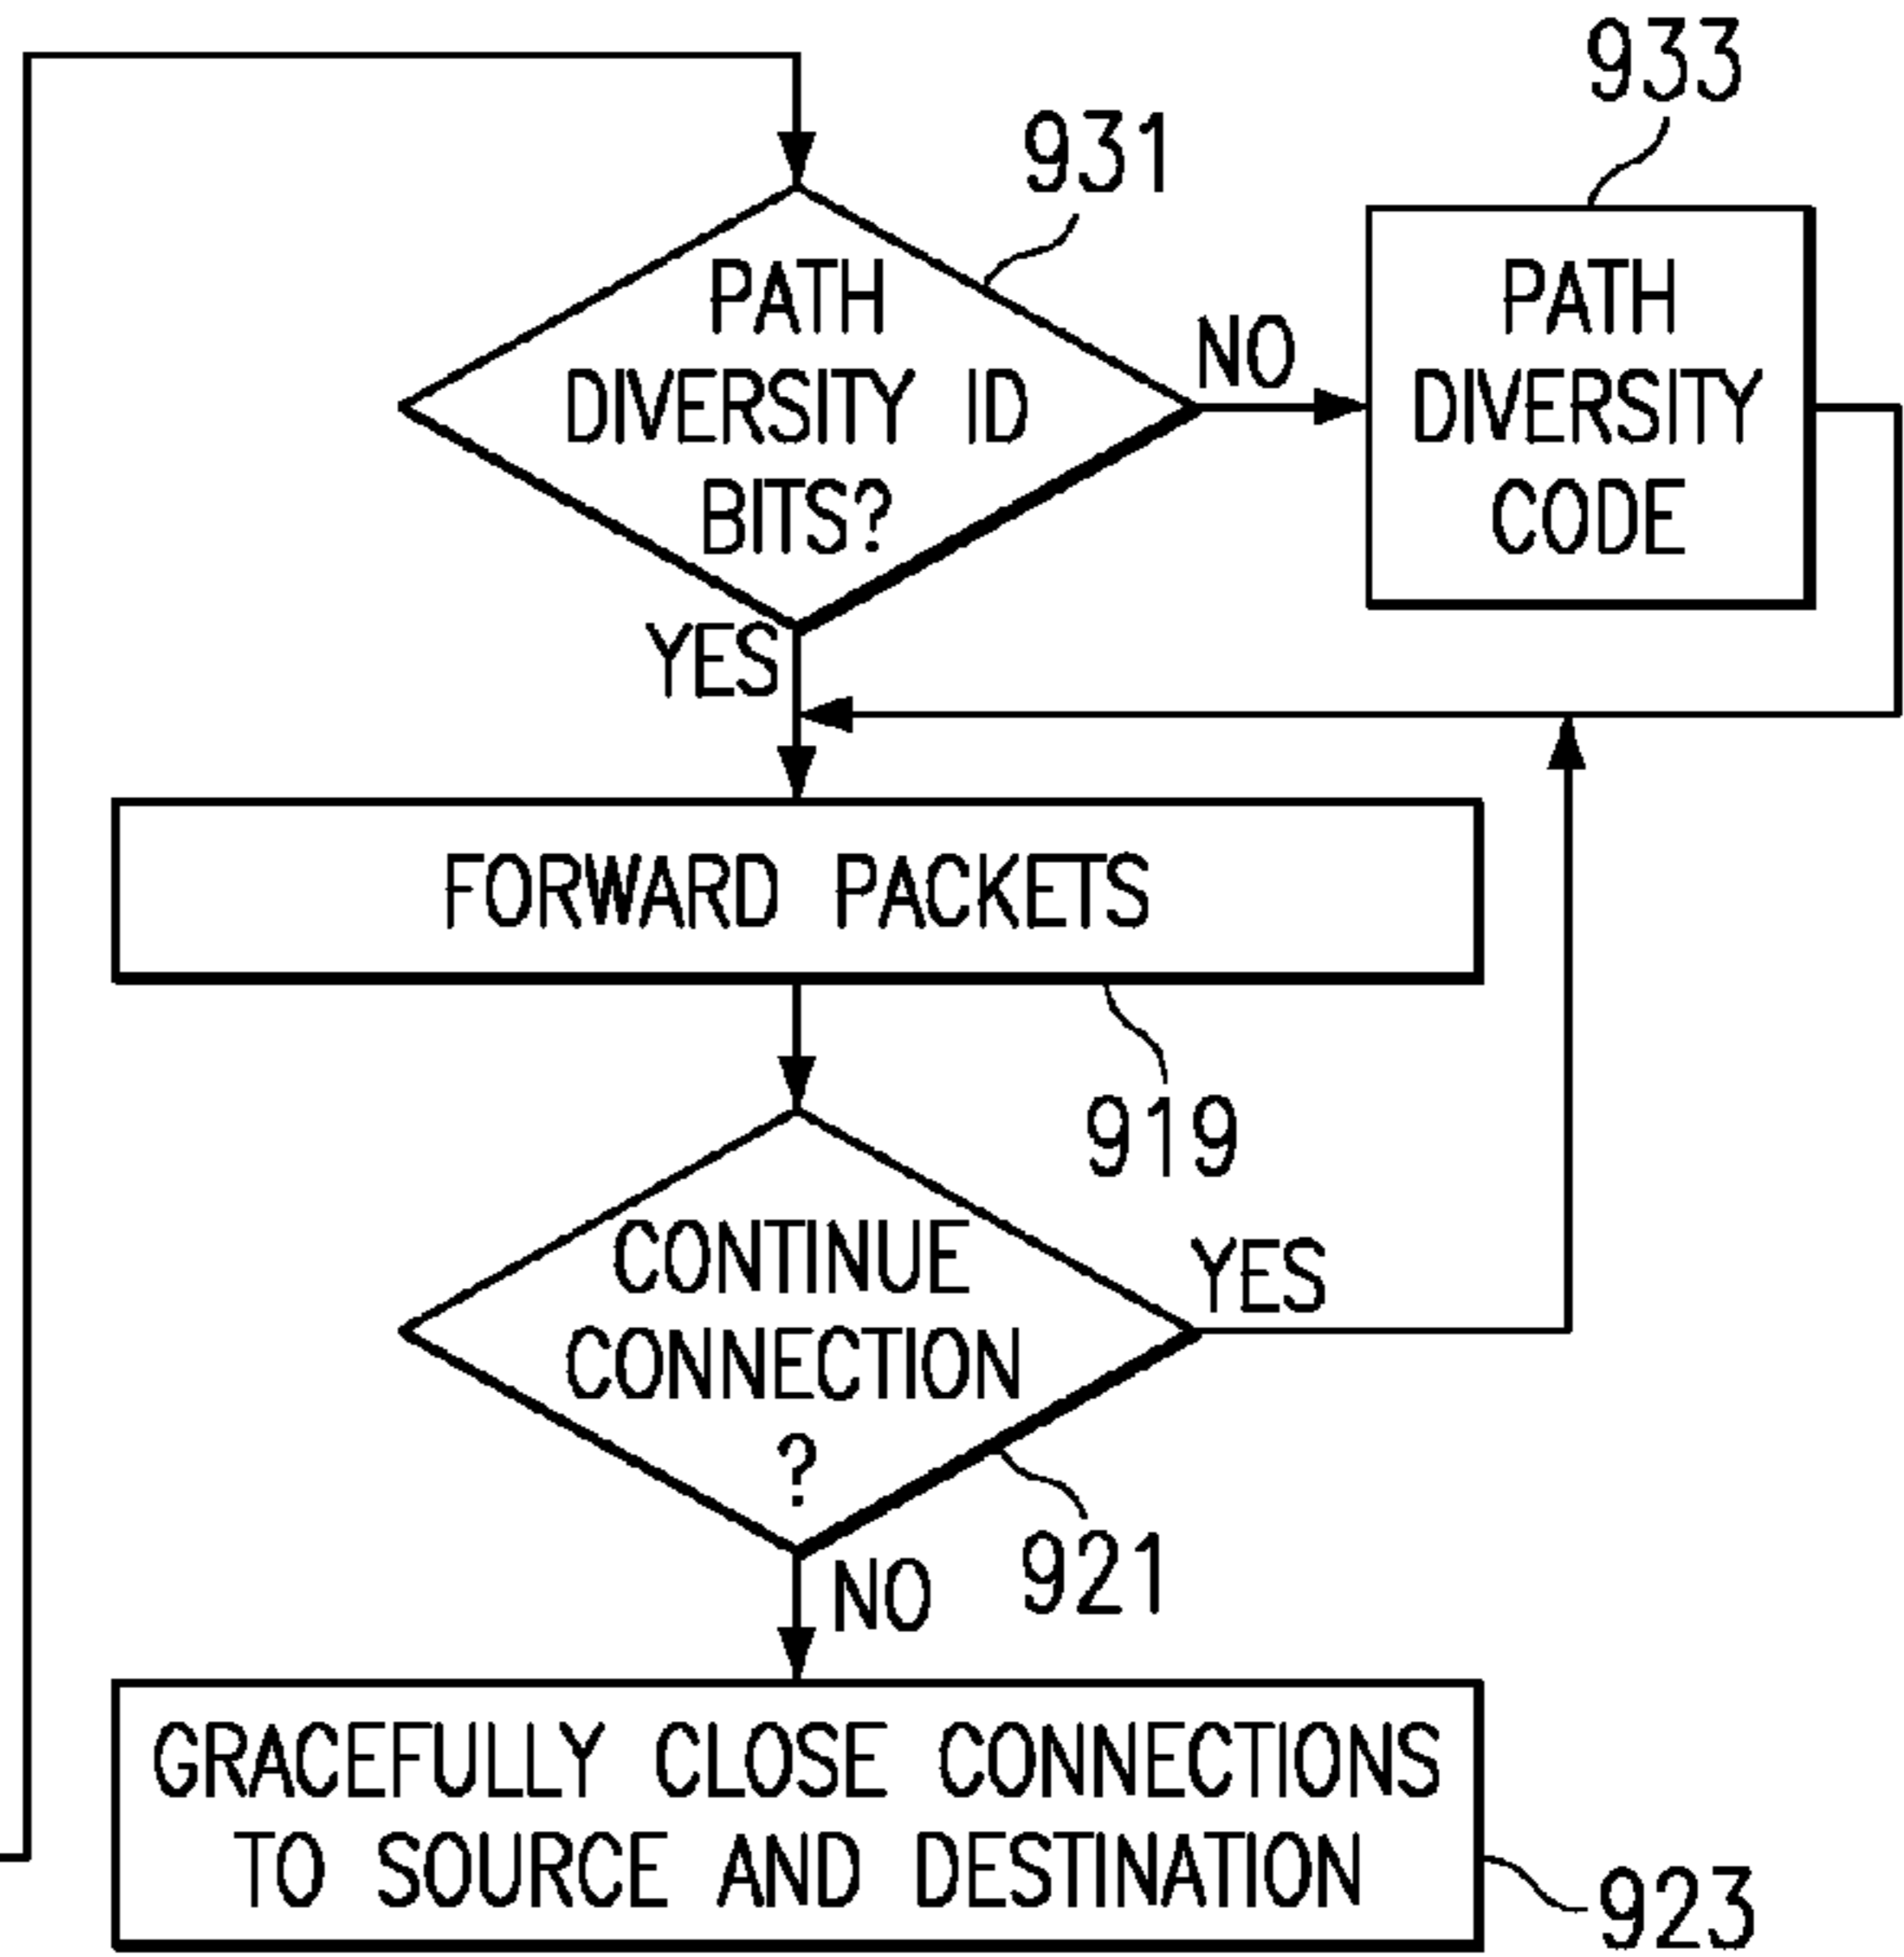 933
931
PATH
DIVERSITY ID
BITS?
NO
PATH
DIVERSITY
CODE
YES
FORWARD PACKETS
919
CONTINUE
CONNECTION
?
YES
921
NO
GRACEFULLY CLOSE CONNECTIONS
TO SOURCE AND DESTINATION
923